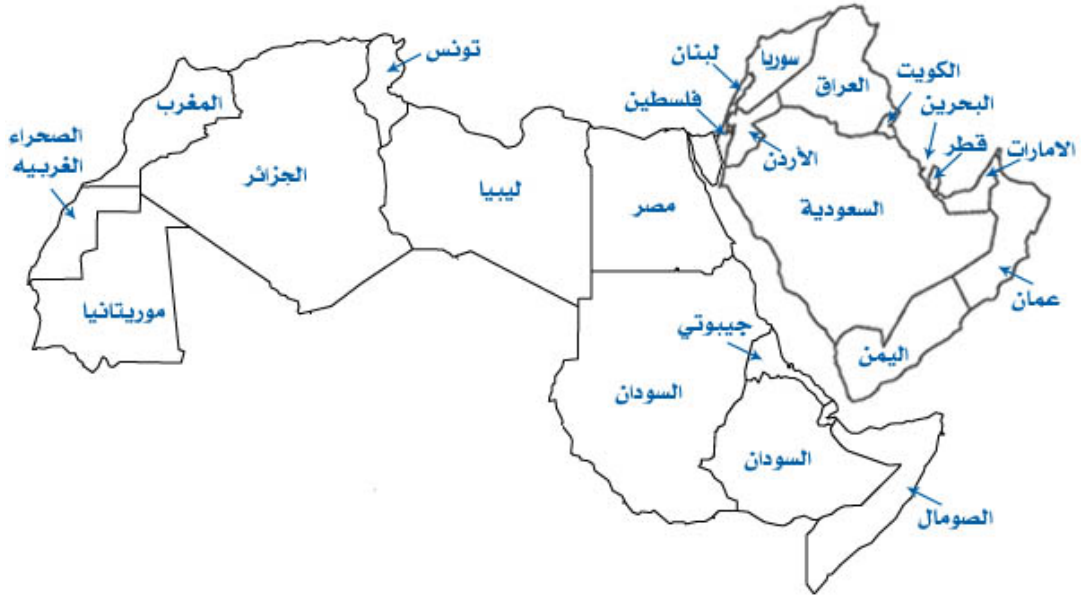 تونس
المغرب
الصحراء
الغربيه
الجزائر
ليبيا
مصر
موريتانيا
لبنان
سوريا
فلسطين
العراق
الكويت
البحرين
قطر
الامارات
الأردن
السعودية
عمان
اليمن
جيبوتي
السودان
السودان
الصومال